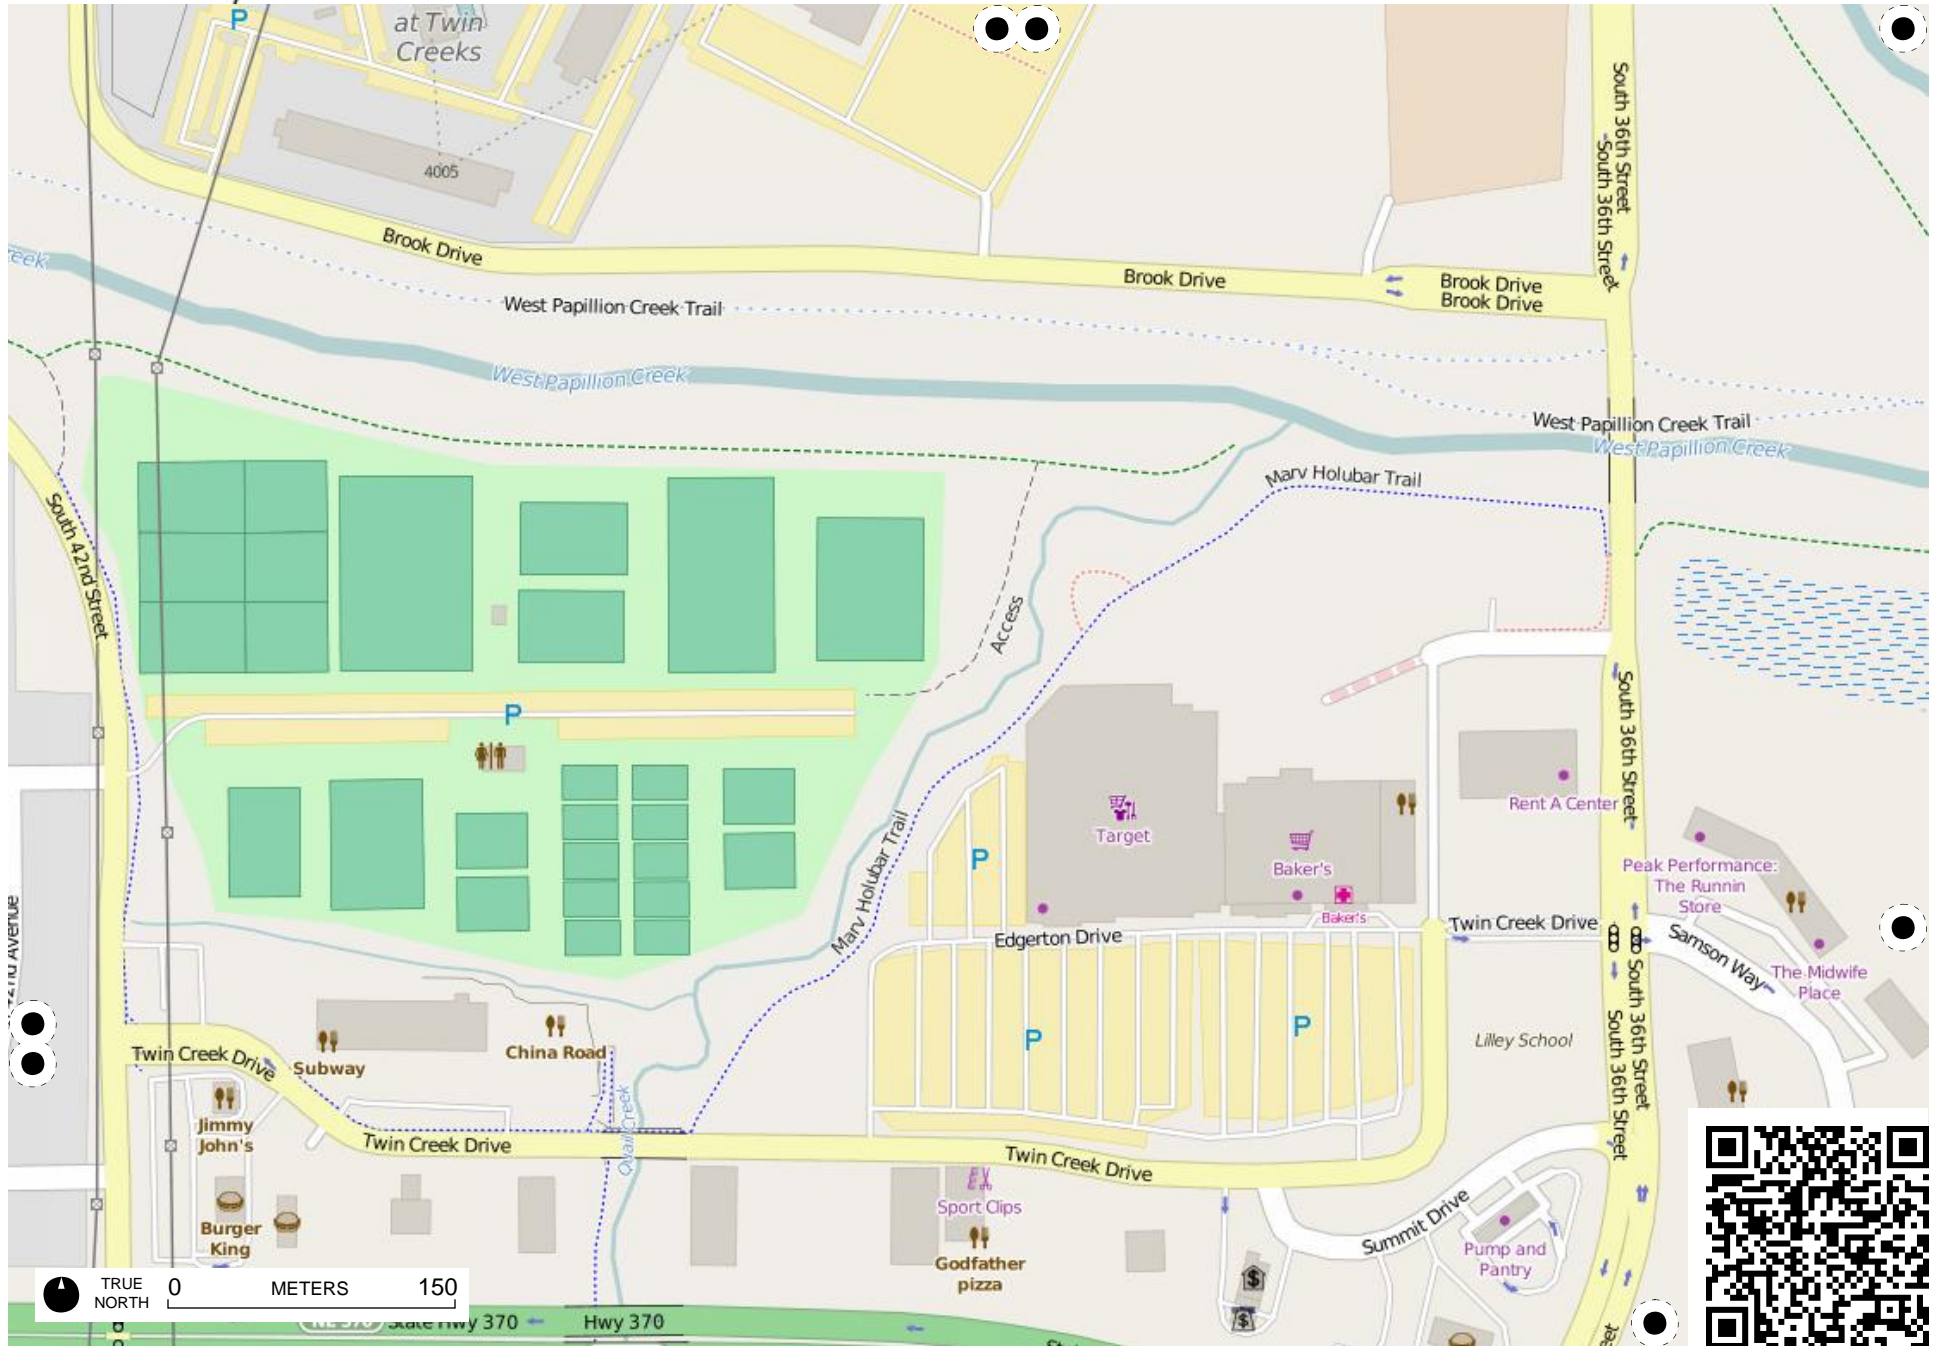 P
at Twin
Creeks
4005
South 36th Street
South 36th Street
Brook Drive
Brook Drive
Brook Drive
Brook Drive
West Papillion Creek Trail
West Papillion Creek
West Papillion Creek Trail
West Papillion Creek
Marv Holubar Trail
South 42nd Street
Access
P
South 36th Street
Target
Rent A Center
Baker's
Baker's
P
Peak Performance:
The Runnin
Store
Marv Holubar Trail
Edgerton Drive
Twin Creek Drive
Samson Way
The Midwife
Place
P
P
Lilley School
South 36th Street
South 36th Street
Twin Creek Drive
Subway
China Road
Jimmy
John's
Quail Creek
Twin Creek Drive
Twin Creek Drive
Burger
King
Sport Clips
Godfather
pizza
Summit Drive
Pump and
Pantry
$
$
TRUE
NORTH
0
METERS
150
State Hwy 370
Hwy 370